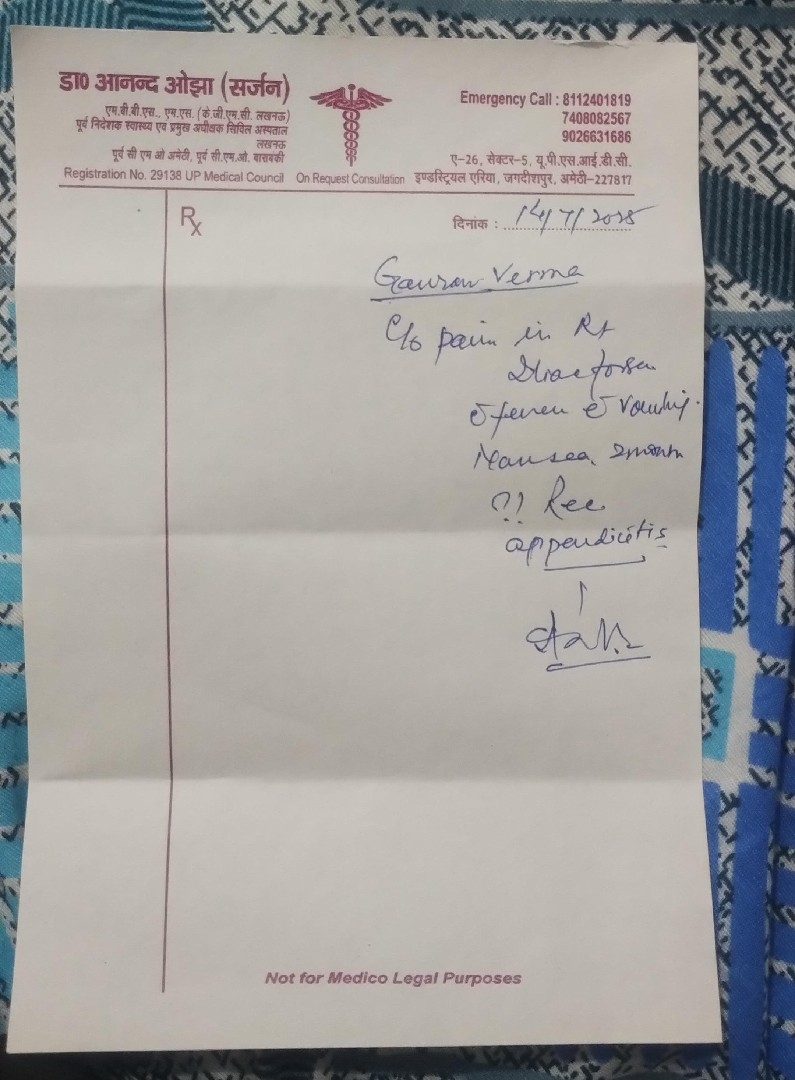 डा0 आनन्द ओझा (सर्जन)
एम.बी.बी.एस., एम.एस. (के.जी.एम.सी. लखनऊ)
पूर्व निदेशक स्वास्थ्य एवं प्रमुख अधीक्षक सिविल अस्पताल
लखनऊ
पूर्व सी एम ओ अमेठी, पूर्व सी.एम.ओ. बाराबंकी
Registration No. 29138 UP Medical Council
On Request Consultation
Emergency Call : 8112401819
7408082567
9026631686
ए-26, सेक्टर-5, यू.पी.एस.आई.डी.सी.
इण्डस्ट्रियल एरिया, जगदीशपुर, अमेठी-227817
Rx
दिनांक : 14/7/2025
Gaurav Verma
C/o pain in Rt
fever c̄ vomiting.
Nausea
?? Rec
appendicitis
Not for Medico Legal Purposes